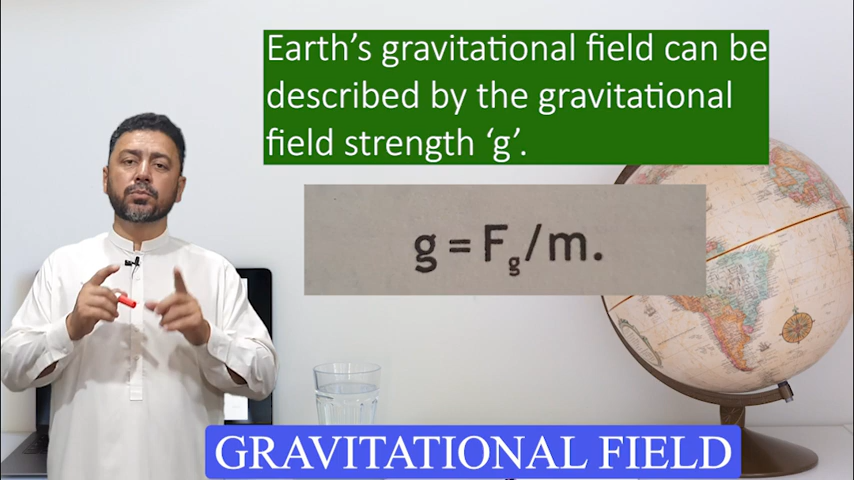 Earth’s gravitational field can be
described by the gravitational
field strength ‘g’.
g = Fg/m.
GRAVITATIONAL FIELD